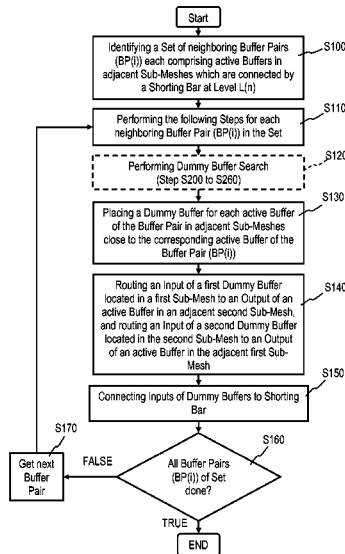 Start
Identifying a Set of neighboring Buffer Pairs
(BP(i)) each comprising active Buffers in
adjacent Sub-Meshes which are connected by
a Shorting Bar at Level L(n)
S100
Performing the following Steps for each
neighboring Buffer Pair (BP(i)) in the Set
S110
Performing Dummy Buffer Search
(Step S200 to S260)
S120
Placing a Dummy Buffer for each active Buffer
of the Buffer Pair in adjacent Sub-Meshes
close to the corresponding active Buffer of the
Buffer Pair (BP(i))
S130
Routing an Input of a first Dummy Buffer
located in a first Sub-Mesh to an Output of an
active Buffer in an adjacent second Sub-Mesh,
and routing an Input of a second Dummy Buffer
located in the second Sub-Mesh to an Output
of an active Buffer in the adjacent first Sub-
Mesh
S140
Connecting Inputs of Dummy Buffers to Shorting
Bar
S150
S170
Get next
Buffer
Pair
FALSE
All Buffer Pairs
(BP(i)) of Set
done?
S160
TRUE
END